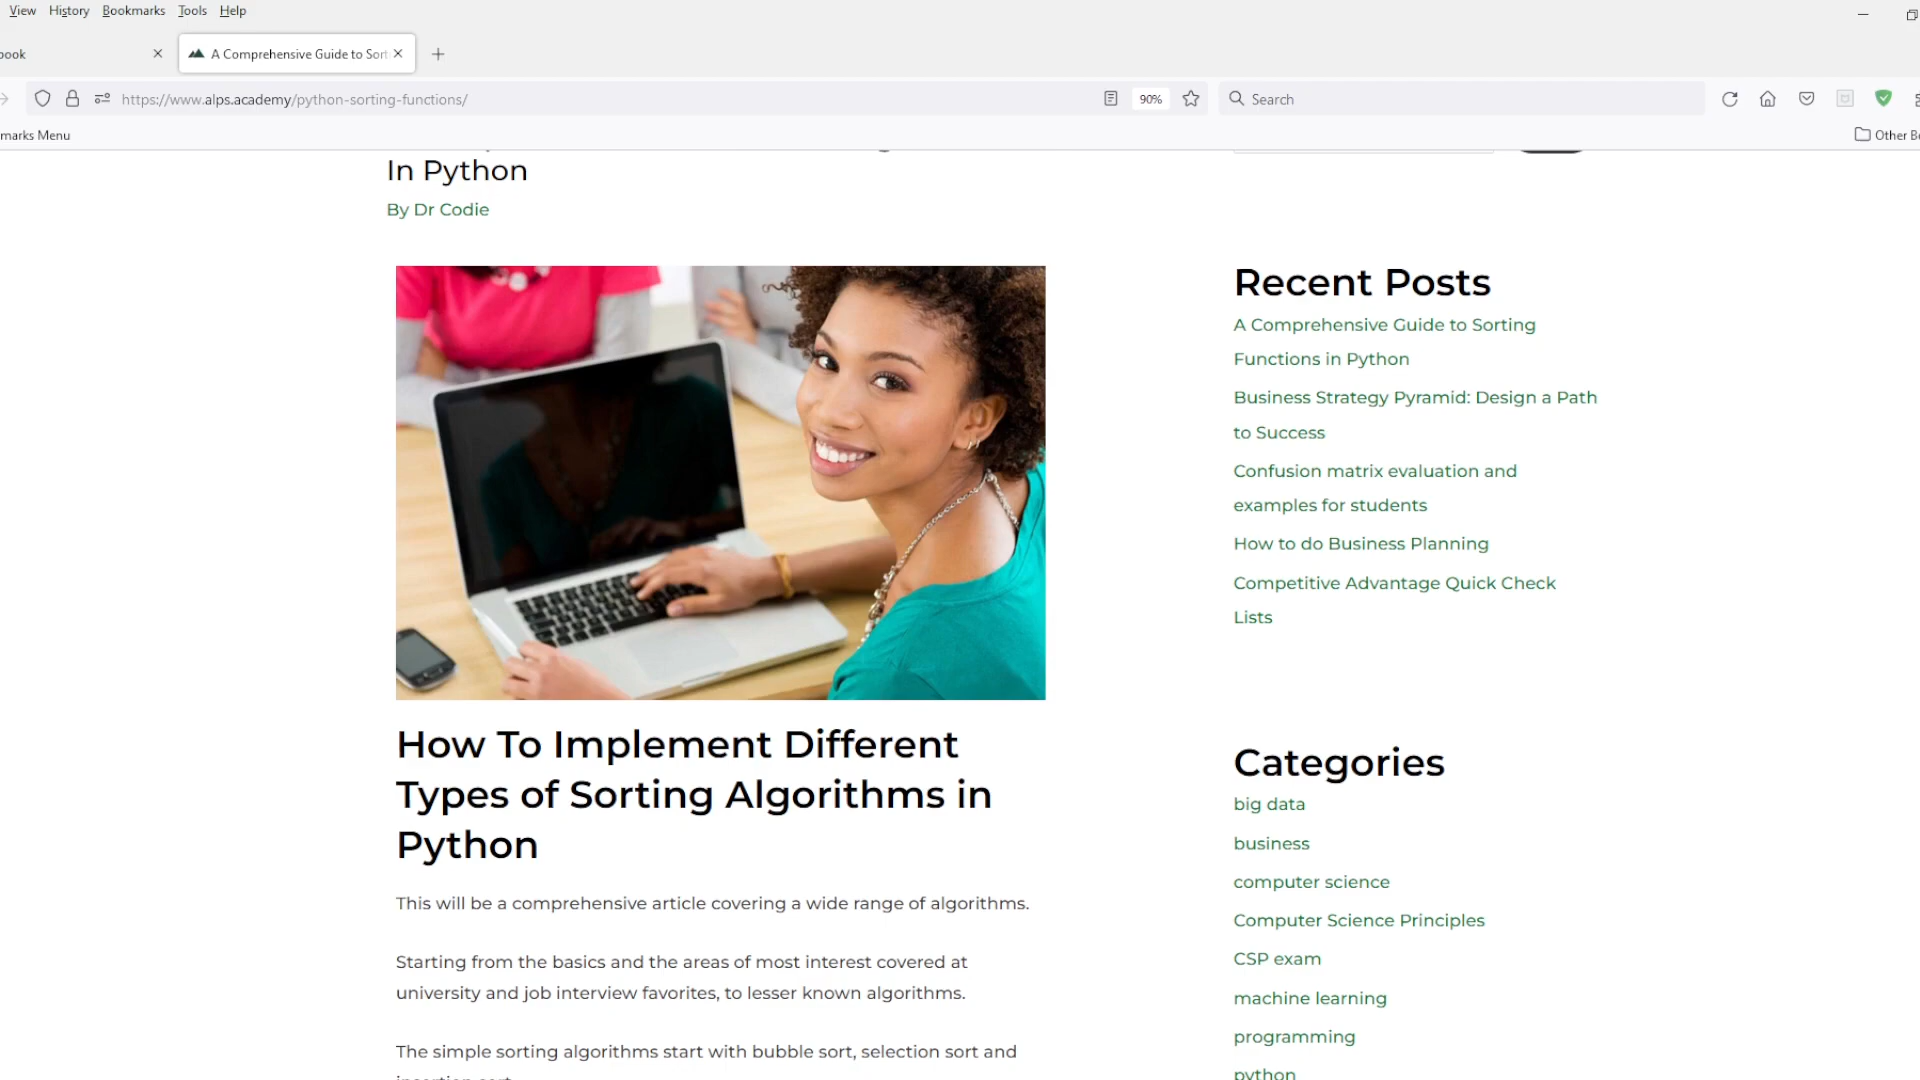 View History Bookmarks Tools Help
book
A Comprehensive Guide to Sort
https://www.alps.academy/python-sorting-functions/
90%
Search
marks Menu
Other B
In Python
By Dr Codie
How To Implement Different
Types of Sorting Algorithms in
Python
This will be a comprehensive article covering a wide range of algorithms.
Starting from the basics and the areas of most interest covered at
university and job interview favorites, to lesser known algorithms.
The simple sorting algorithms start with bubble sort, selection sort and
Recent Posts
A Comprehensive Guide to Sorting
Functions in Python
Business Strategy Pyramid: Design a Path
to Success
Confusion matrix evaluation and
examples for students
How to do Business Planning
Competitive Advantage Quick Check
Lists
Categories
big data
business
computer science
Computer Science Principles
CSP exam
machine learning
programming
python